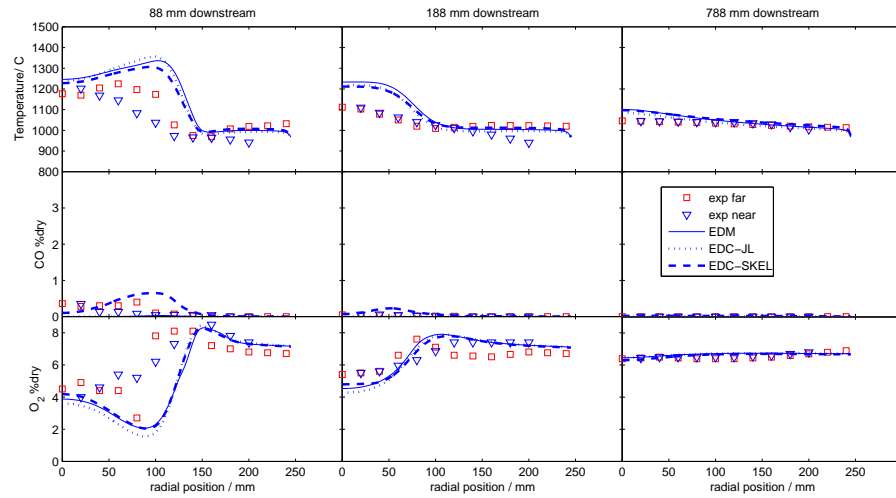 88 mm downstream
188 mm downstream
788 mm downstream
1500
1400
1300
1200
1100
1000
900
800
Temperature/ C
3
2
1
0
CO %dry
exp far
exp near
EDM
EDC−JL
EDC−SKEL
8
6
4
2
0
O2 %dry
0 50 100 150 200 250
0 50 100 150 200 250
0 50 100 150 200 250
radial position / mm
radial position / mm
radial position / mm